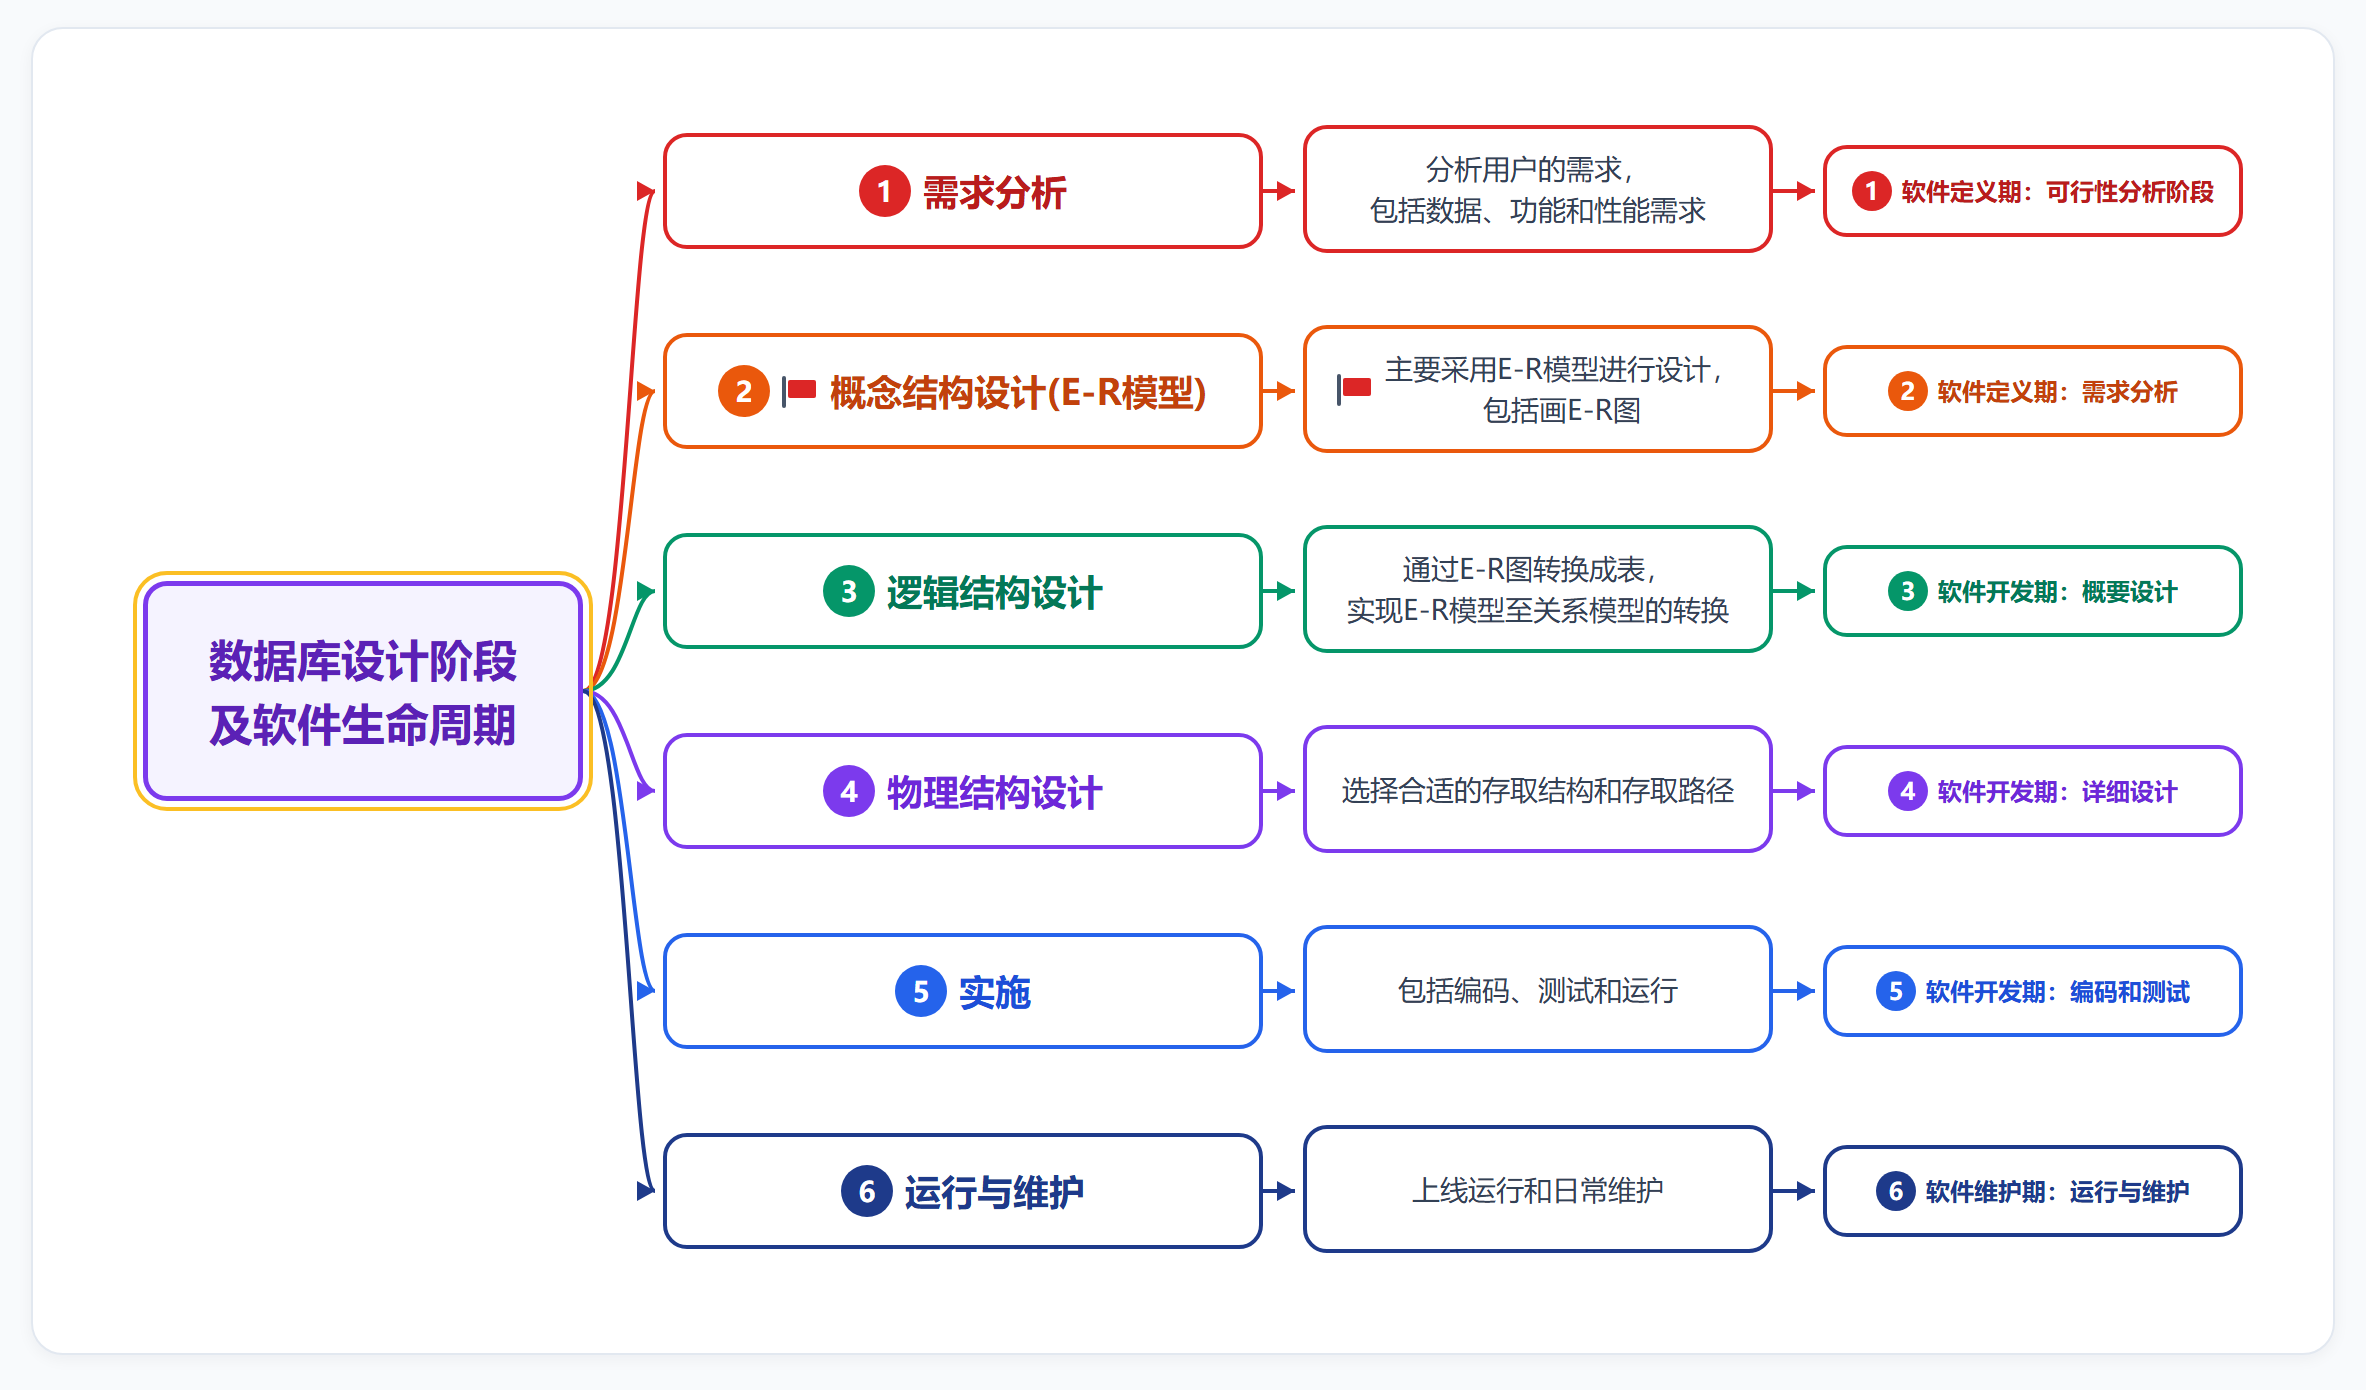 数据库设计阶段
及软件生命周期
1 需求分析
分析用户的需求，
包括数据、功能和性能需求
1 软件定义期：可行性分析阶段
2 概念结构设计(E-R模型)
主要采用E-R模型进行设计，
包括画E-R图
2 软件定义期：需求分析
3 逻辑结构设计
通过E-R图转换成表，
实现E-R模型至关系模型的转换
3 软件开发期：概要设计
4 物理结构设计
选择合适的存取结构和存取路径
4 软件开发期：详细设计
5 实施
包括编码、测试和运行
5 软件开发期：编码和测试
6 运行与维护
上线运行和日常维护
6 软件维护期：运行与维护